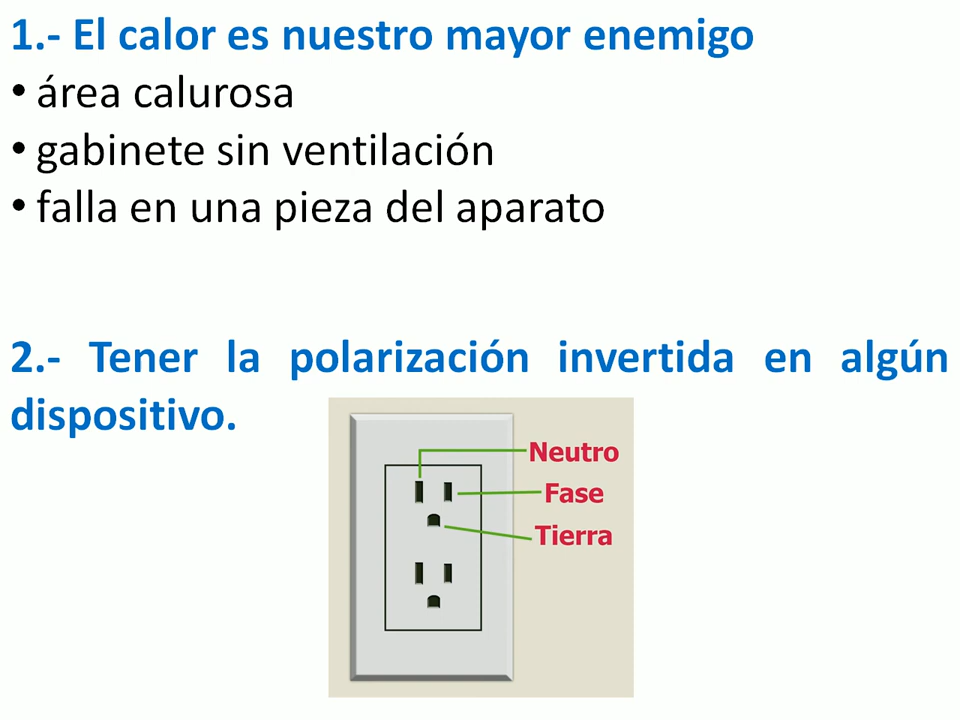 1.- El calor es nuestro mayor enemigo
• área calurosa
• gabinete sin ventilación
• falla en una pieza del aparato
2.- Tener la polarización invertida en algún
dispositivo.
Neutro
Fase
Tierra